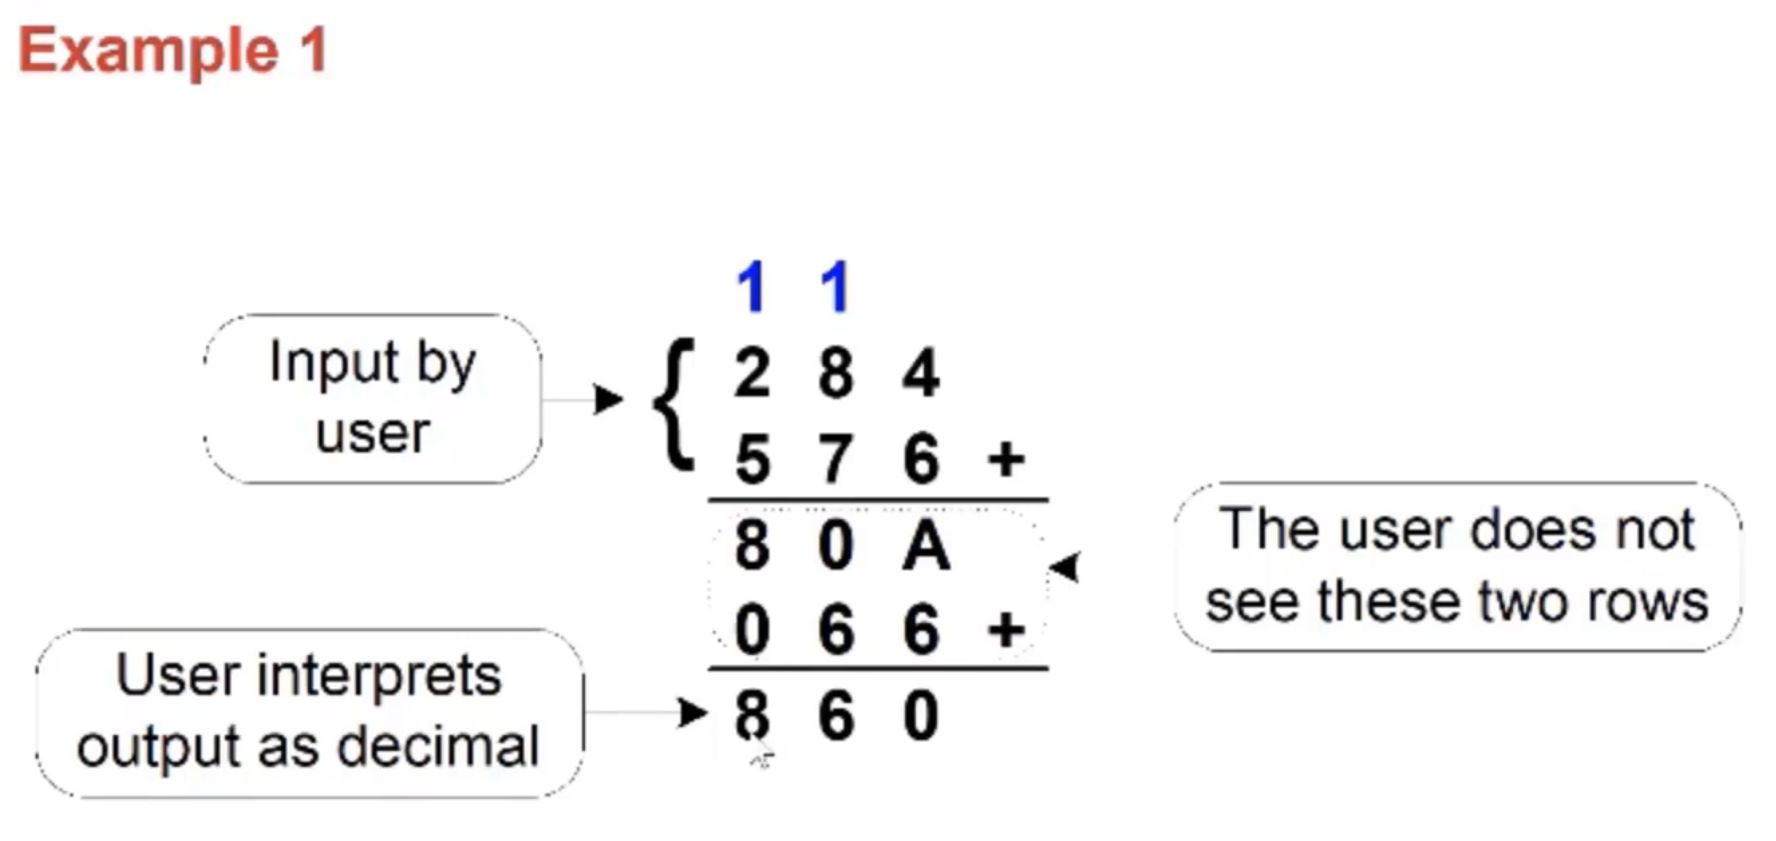 Example 1
1 1
Input by
user
{ 2 8 4
5 7 6 +
8 0 A
0 6 6 +
The user does not
see these two rows
User interprets
output as decimal
8 6 0